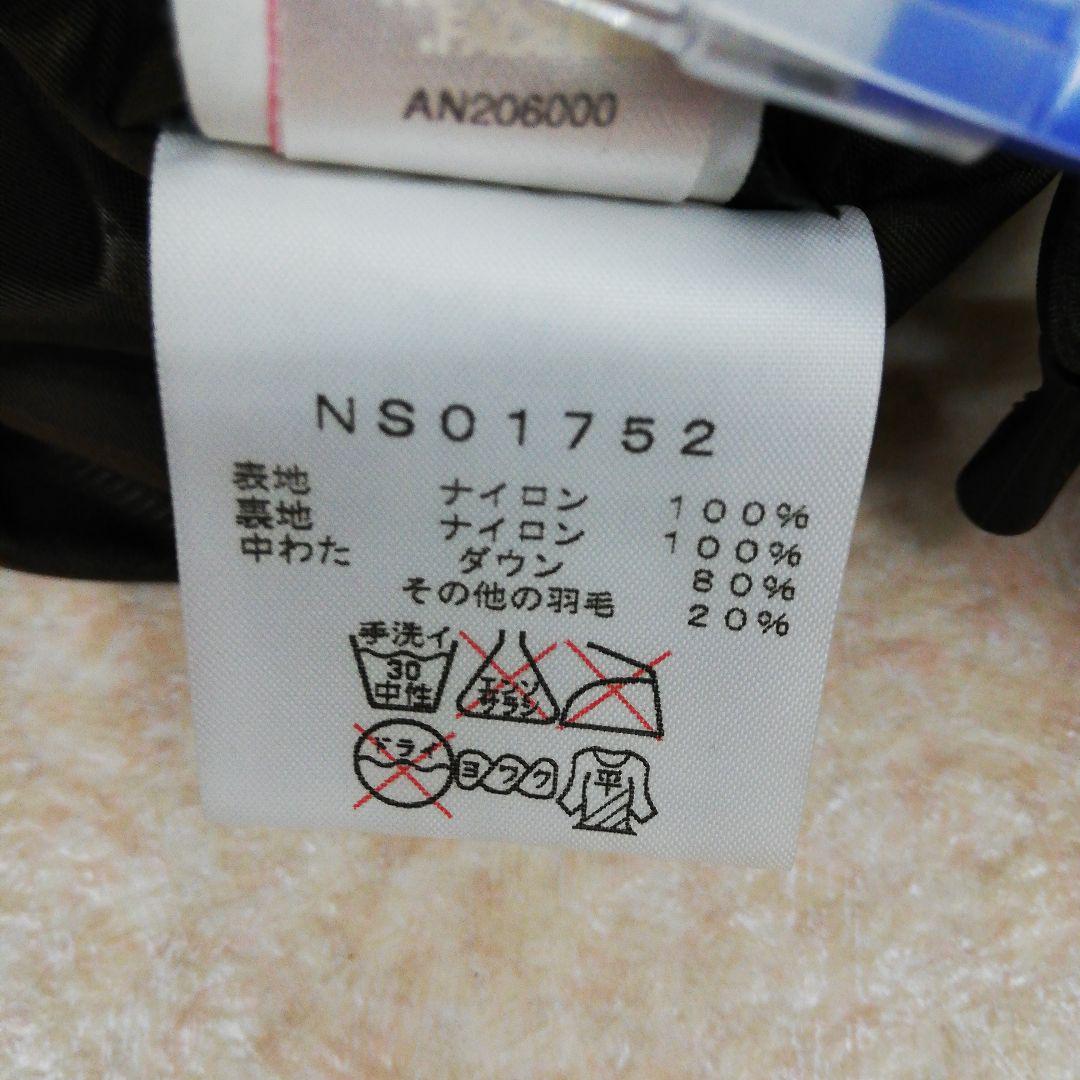 AN206000
NS01752
表地 ナイロン 100%
裏地 ナイロン 100%
中わた ダウン 80%
その他の羽毛 20%
手洗イ
30
中性
エンソ
サラシ
ドライ
ヨワク
平